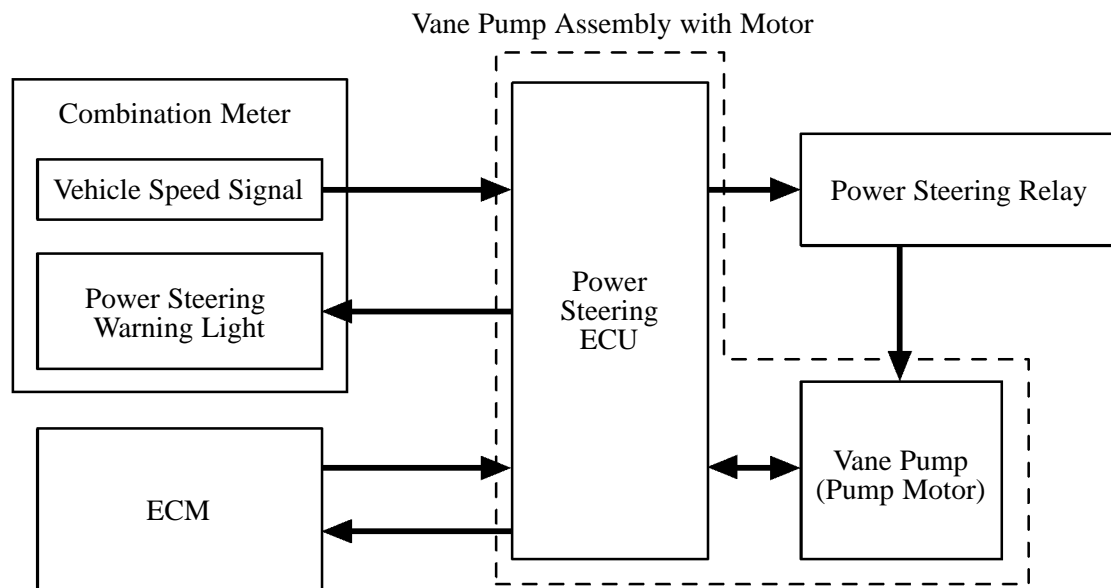 Vane Pump Assembly with Motor
Combination Meter
Vehicle Speed Signal
Power Steering
Warning Light
ECM
Power
Steering
ECU
Power Steering Relay
Vane Pump
(Pump Motor)